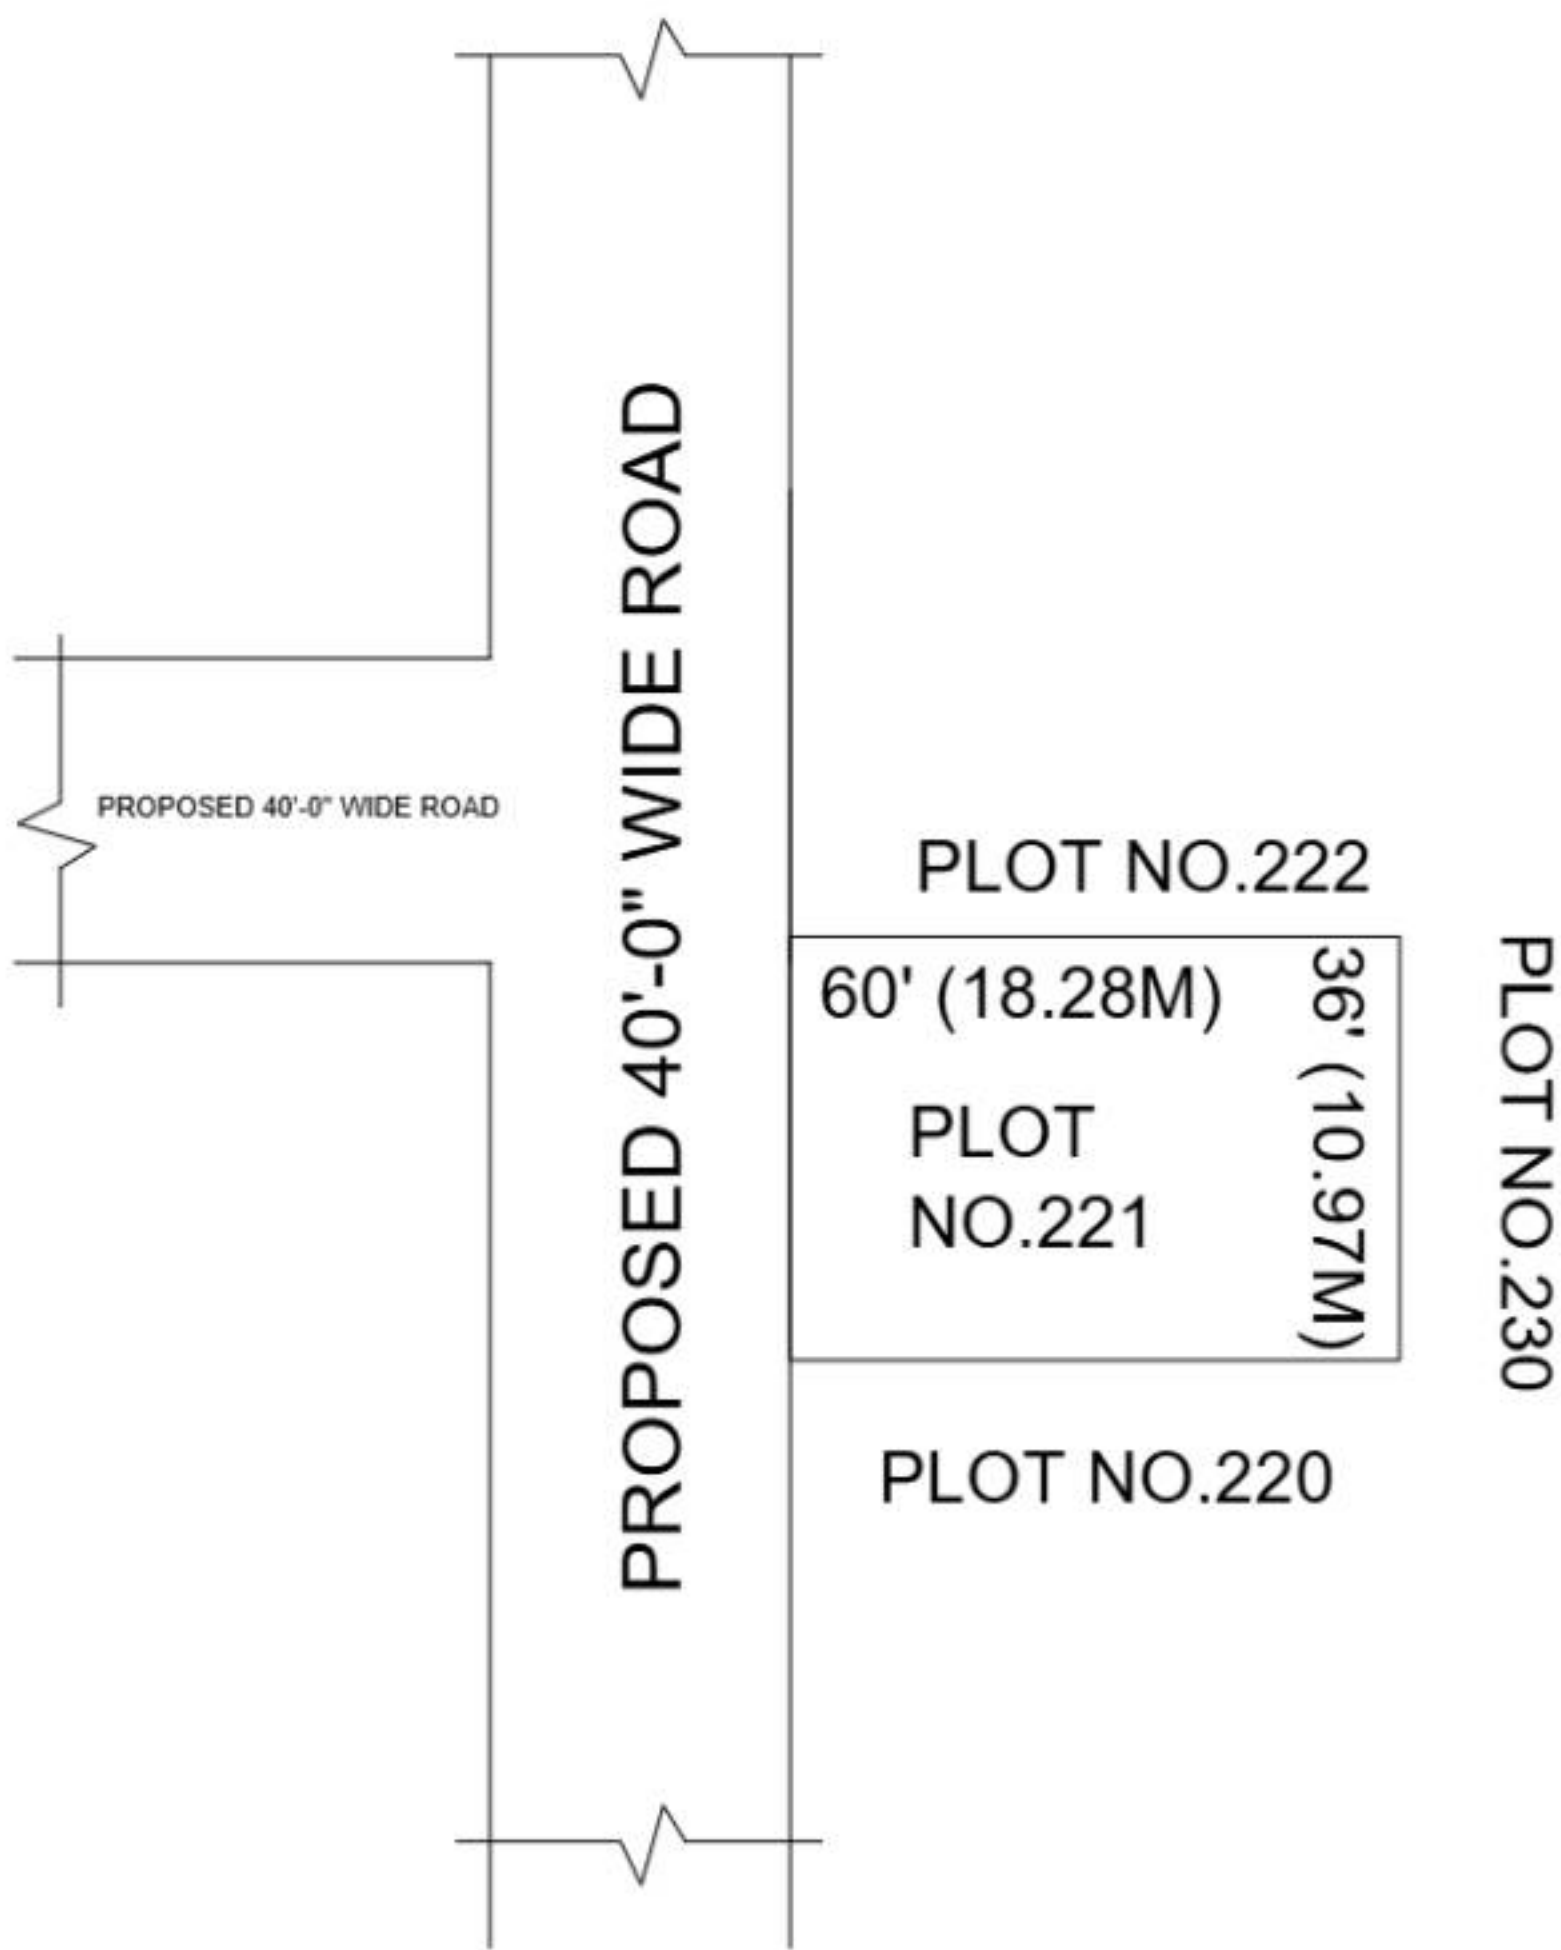 PROPOSED 40'-0" WIDE ROAD
PROPOSED 40'-0" WIDE ROAD
PLOT NO.222
60' (18.28M)
36' (10.97M)
PLOT
NO.221
PLOT NO.230
PLOT NO.220